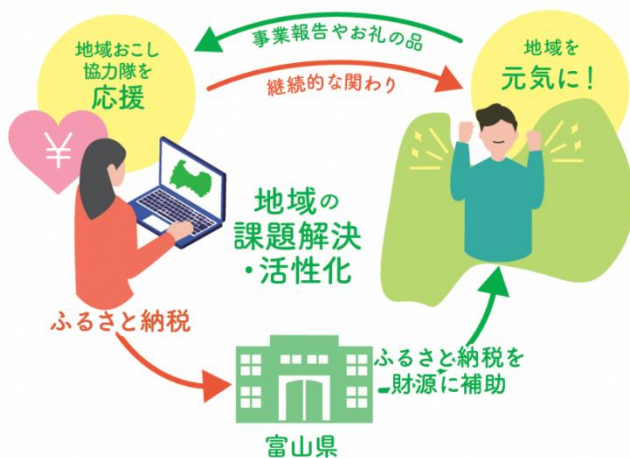 事業報告やお礼の品
継続的な関わり
地域おこし
協力隊を
応援
地域を
元気に！
¥
地域の
課題解決
・活性化
ふるさと納税
ふるさと納税を
財源に補助
富山県